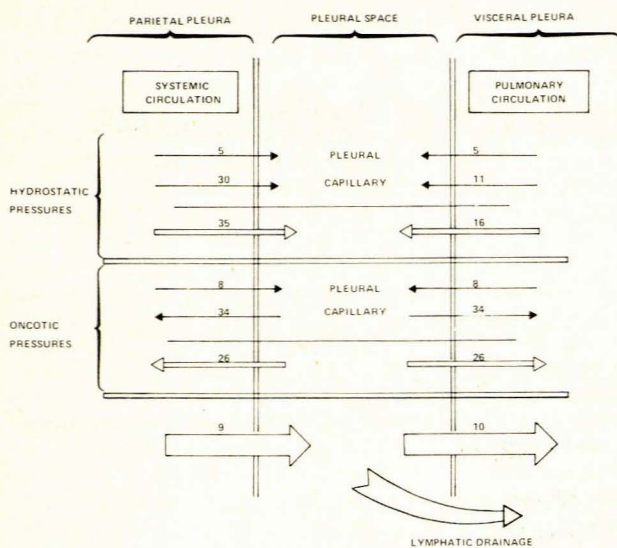 PARIETAL PLEURA PLEURAL SPACE VISCERAL PLEURA
SYSTEMIC CIRCULATION PULMONARY CIRCULATION
5 PLEURAL 5
HYDROSTATIC PRESSURES
30 CAPILLARY 11
35 16
8 PLEURAL 8
34 CAPILLARY 34
ONCOTIC PRESSURES
26 26
9 10
LYMPHATIC DRAINAGE